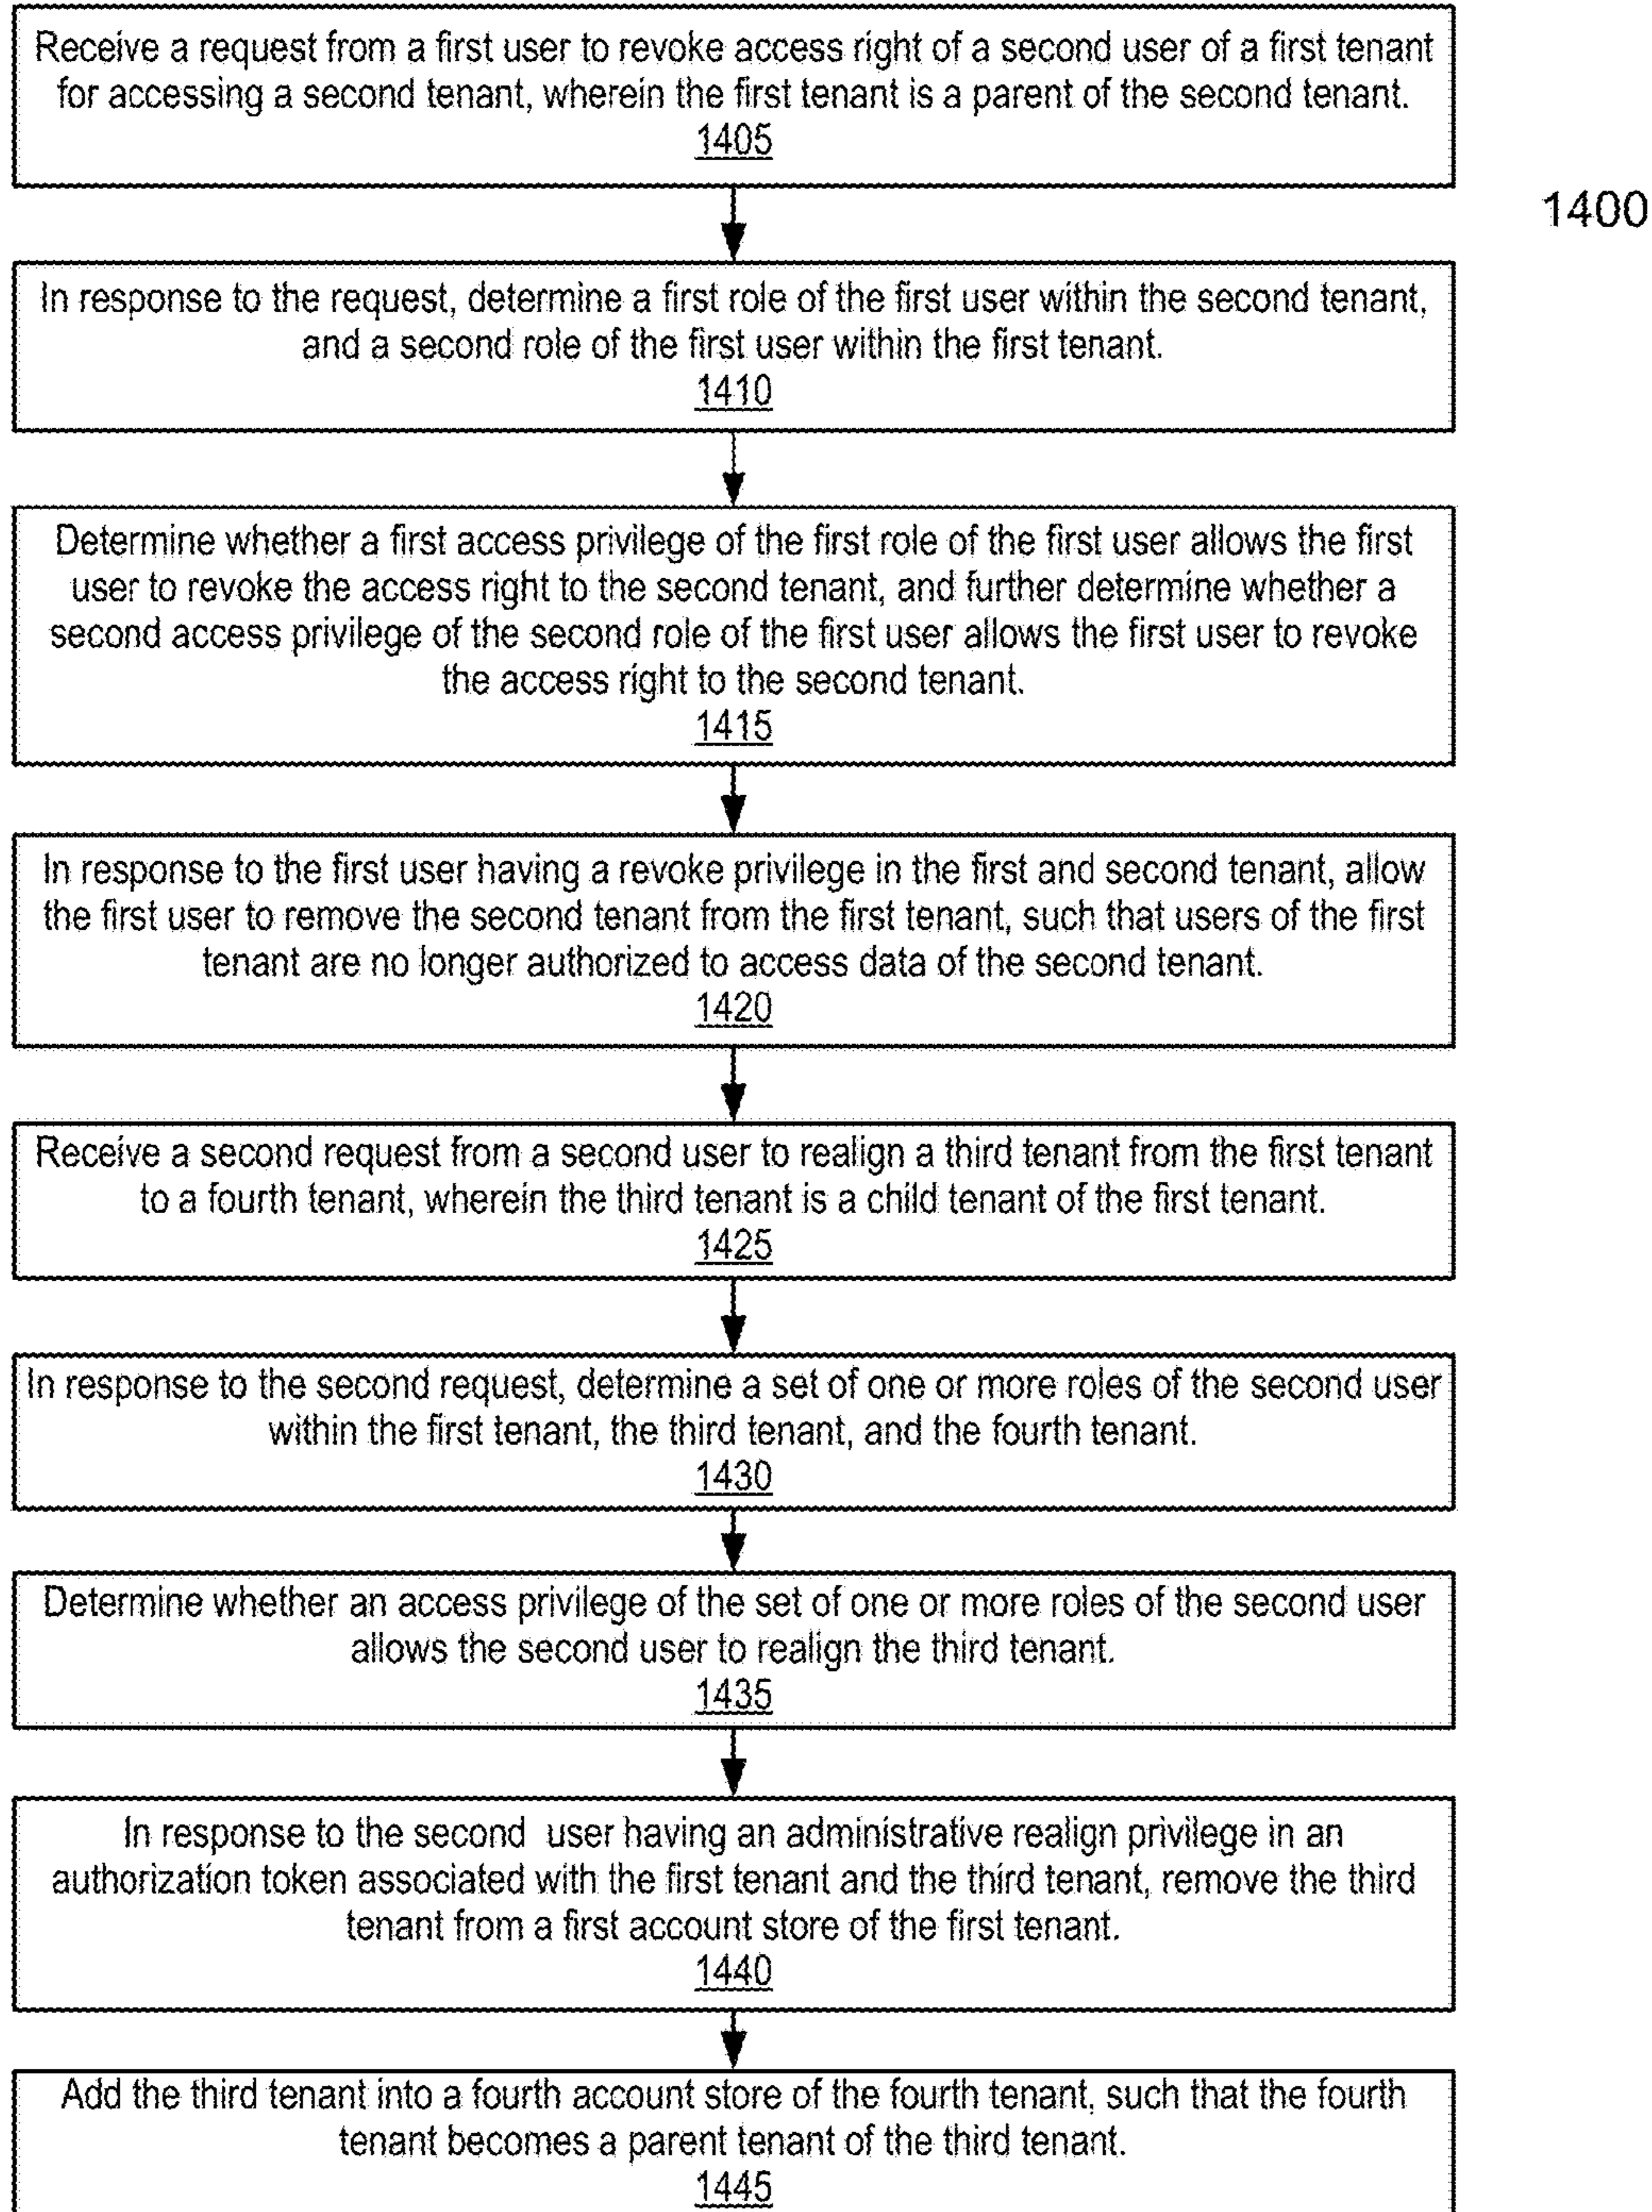 Receive a request from a first user to revoke access right of a second user of a first tenant
for accessing a second tenant, wherein the first tenant is a parent of the second tenant.
1405
1400
In response to the request, determine a first role of the first user within the second tenant,
and a second role of the first user within the first tenant.
1410
Determine whether a first access privilege of the first role of the first user allows the first
user to revoke the access right to the second tenant, and further determine whether a
second access privilege of the second role of the first user allows the first user to revoke
the access right to the second tenant.
1415
In response to the first user having a revoke privilege in the first and second tenant, allow
the first user to remove the second tenant from the first tenant, such that users of the first
tenant are no longer authorized to access data of the second tenant.
1420
Receive a second request from a second user to realign a third tenant from the first tenant
to a fourth tenant, wherein the third tenant is a child tenant of the first tenant.
1425
In response to the second request, determine a set of one or more roles of the second user
within the first tenant, the third tenant, and the fourth tenant.
1430
Determine whether an access privilege of the set of one or more roles of the second user
allows the second user to realign the third tenant.
1435
In response to the second user having an administrative realign privilege in an
authorization token associated with the first tenant and the third tenant, remove the third
tenant from a first account store of the first tenant.
1440
Add the third tenant into a fourth account store of the fourth tenant, such that the fourth
tenant becomes a parent tenant of the third tenant.
1445